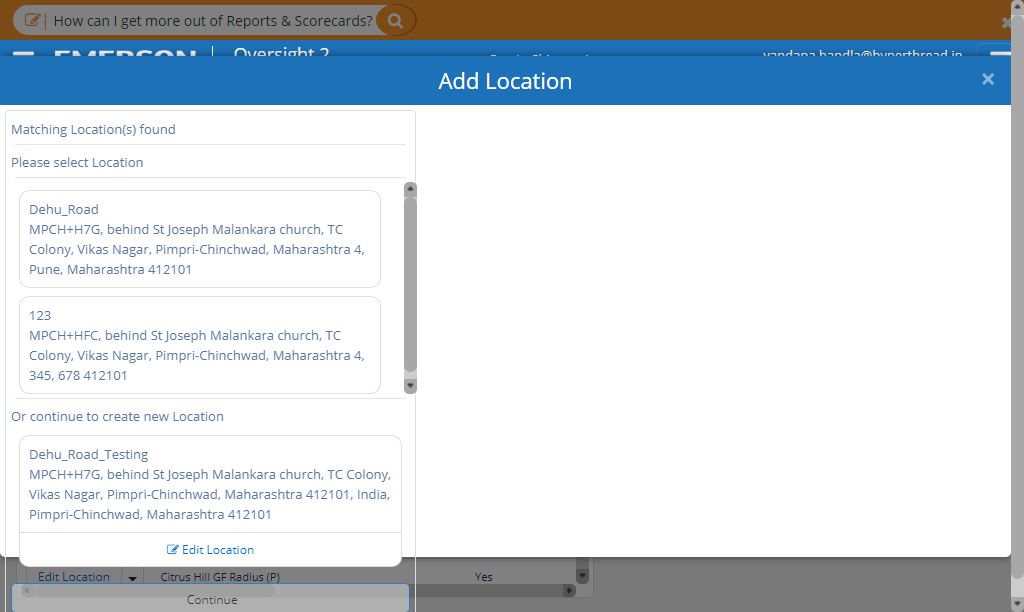 How can I get more out of Reports & Scorecards?
EMERSON
Oversight 2
vandana.bandla@hyperthread.in
Add Location
Matching Location(s) found
Please select Location
Dehu_Road
MPCH+H7G, behind St Joseph Malankara church, TC
Colony, Vikas Nagar, Pimpri-Chinchwad, Maharashtra 4,
Pune, Maharashtra 412101
123
MPCH+HFC, behind St Joseph Malankara church, TC
Colony, Vikas Nagar, Pimpri-Chinchwad, Maharashtra 4,
345, 678 412101
Or continue to create new Location
Dehu_Road_Testing
MPCH+H7G, behind St Joseph Malankara church, TC Colony,
Vikas Nagar, Pimpri-Chinchwad, Maharashtra 412101, India,
Pimpri-Chinchwad, Maharashtra 412101
Edit Location
Edit Location Citrus Hill GF Radius (P) Yes
Continue